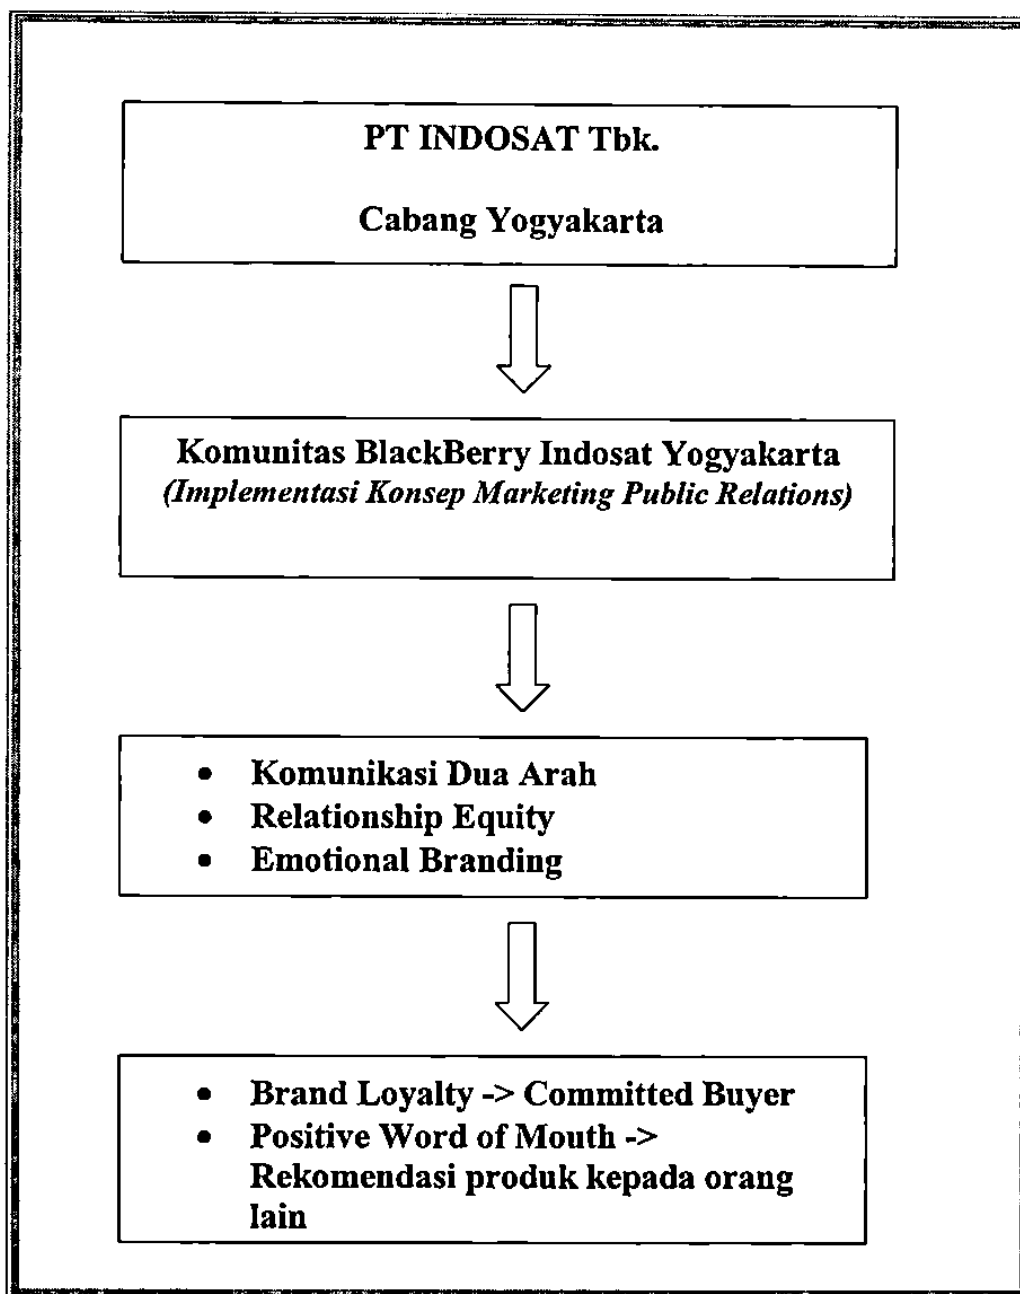 PT INDOSAT Tbk.
Cabang Yogyakarta
Komunitas BlackBerry Indosat Yogyakarta
(Implementasi Konsep Marketing Public Relations)
• Komunikasi Dua Arah
• Relationship Equity
• Emotional Branding
• Brand Loyalty -> Committed Buyer
• Positive Word of Mouth ->
Rekomendasi produk kepada orang
lain